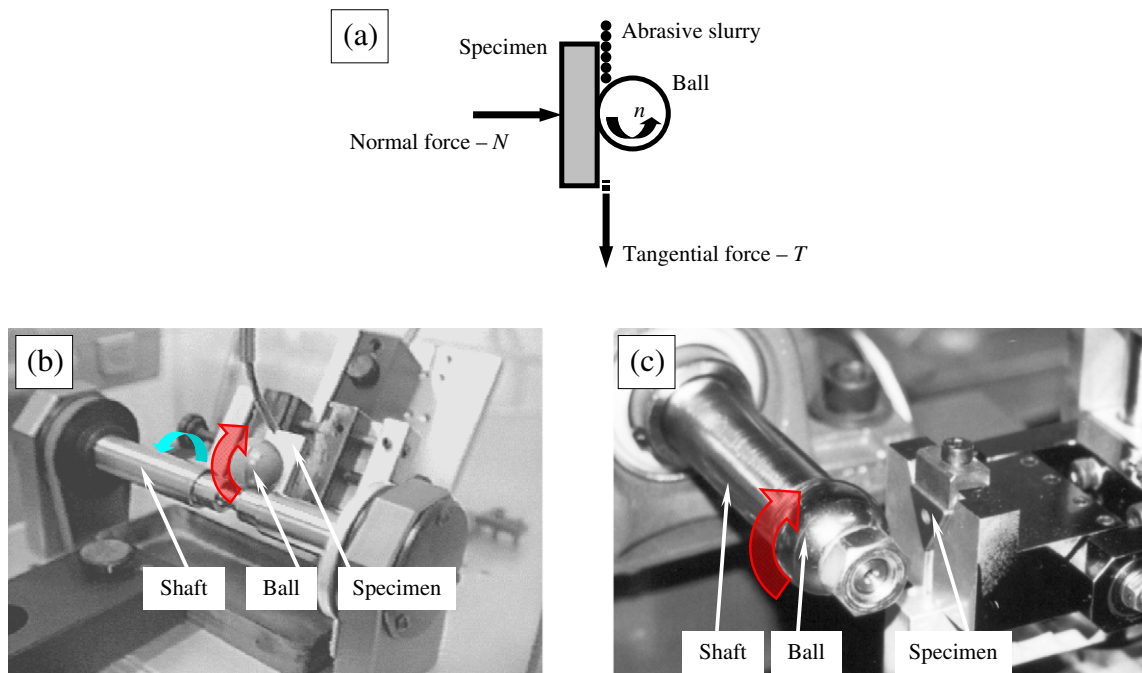 (a)
Specimen
Abrasive slurry
Ball
n
Normal force – N
Tangential force – T
(b)
Shaft
Ball
Specimen
(c)
Shaft
Ball
Specimen